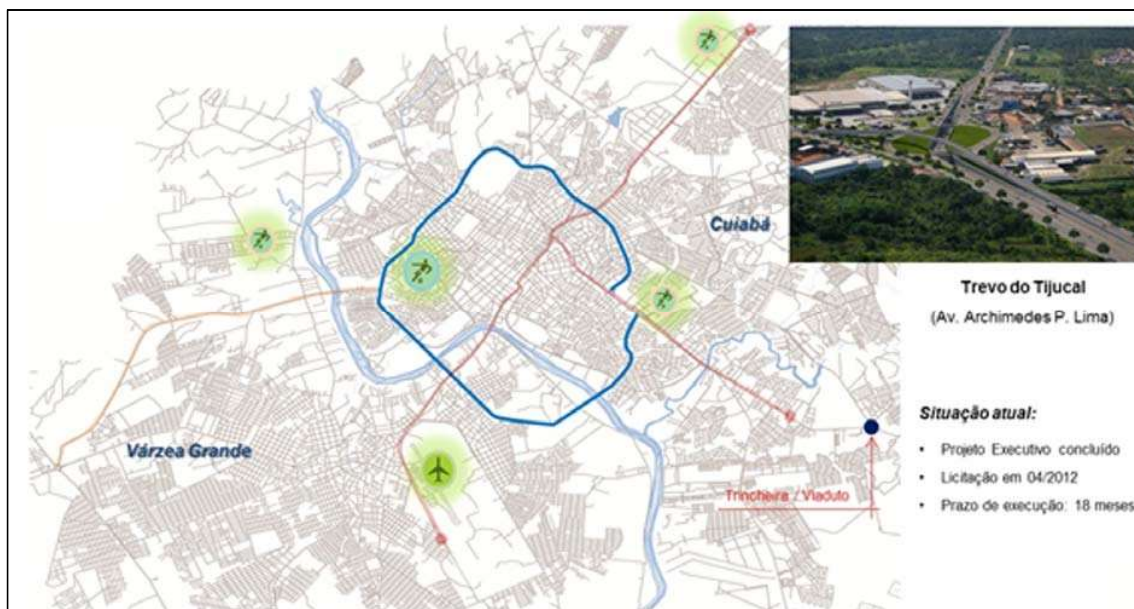 Cuiabá
Várzea Grande
Trincheira / Viaduto
Trevo do Tijucal
(Av. Archimedes P. Lima)
Situação atual:
• Projeto Executivo concluído
• Licitação em 04/2012
• Prazo de execução: 18 meses